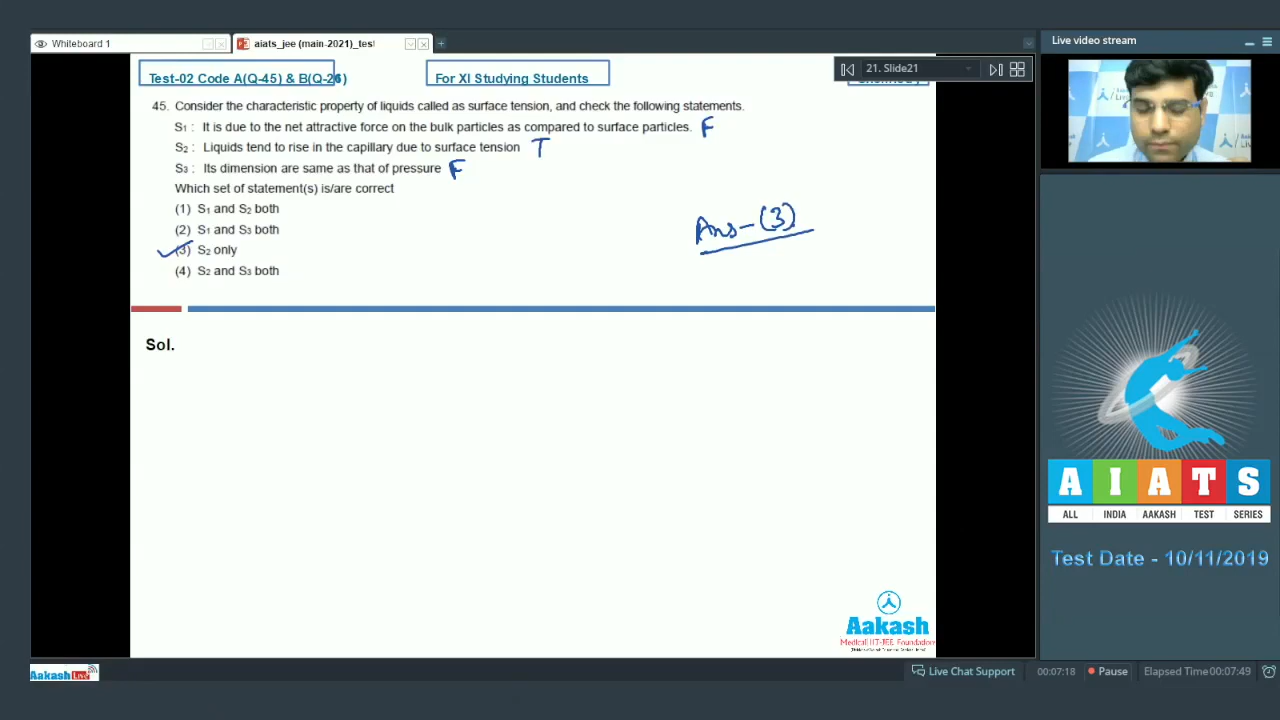 Whiteboard 1
aiats_jee (main-2021)_test
Live video stream
21. Slide21
Test-02 Code A(Q-45) & B(Q-26)
For XI Studying Students
45. Consider the characteristic property of liquids called as surface tension, and check the following statements.
S1 : It is due to the net attractive force on the bulk particles as compared to surface particles. F
S2 : Liquids tend to rise in the capillary due to surface tension T
S3 : Its dimension are same as that of pressure F
Which set of statement(s) is/are correct
(1) S1 and S2 both
(2) S1 and S3 both
(3) S2 only
(4) S2 and S3 both
Ans-(3)
Sol.
A I A T S
ALL INDIA AAKASH TEST SERIES
Test Date - 10/11/2019
Aakash
Medical|IIT-JEE|Foundations
Aakash Live
Live Chat Support
00:07:18
Pause
Elapsed Time 00:07:49